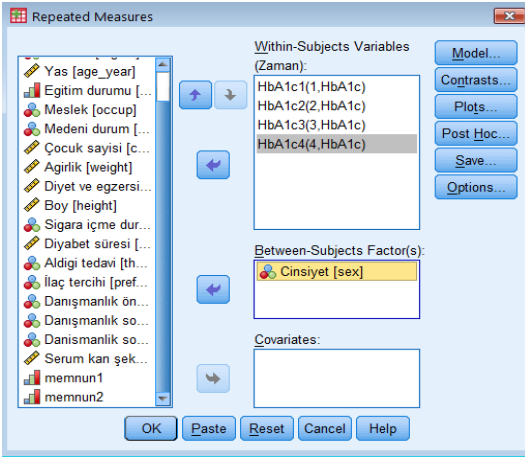 Repeated Measures
Yas [age_year]
Egitim durumu [...
Meslek [occup]
Medeni durum [...
Çocuk sayisi [c...
Agirlik [weight]
Diyet ve egzersi...
Boy [height]
Sigara içme dur...
Diyabet süresi [...
Aldigi tedavi [th...
İlaç tercihi [pref...
Danışmanlık ön...
Danışmanlık so...
Danismanlik so...
Serum kan şek...
memnun1
memnun2
Within-Subjects Variables
(Zaman):
HbA1c1(1,HbA1c)
HbA1c2(2,HbA1c)
HbA1c3(3,HbA1c)
HbA1c4(4,HbA1c)
Between-Subjects Factor(s):
Cinsiyet [sex]
Covariates:
Model...
Contrasts...
Plots...
Post Hoc...
Save...
Options...
OK Paste Reset Cancel Help